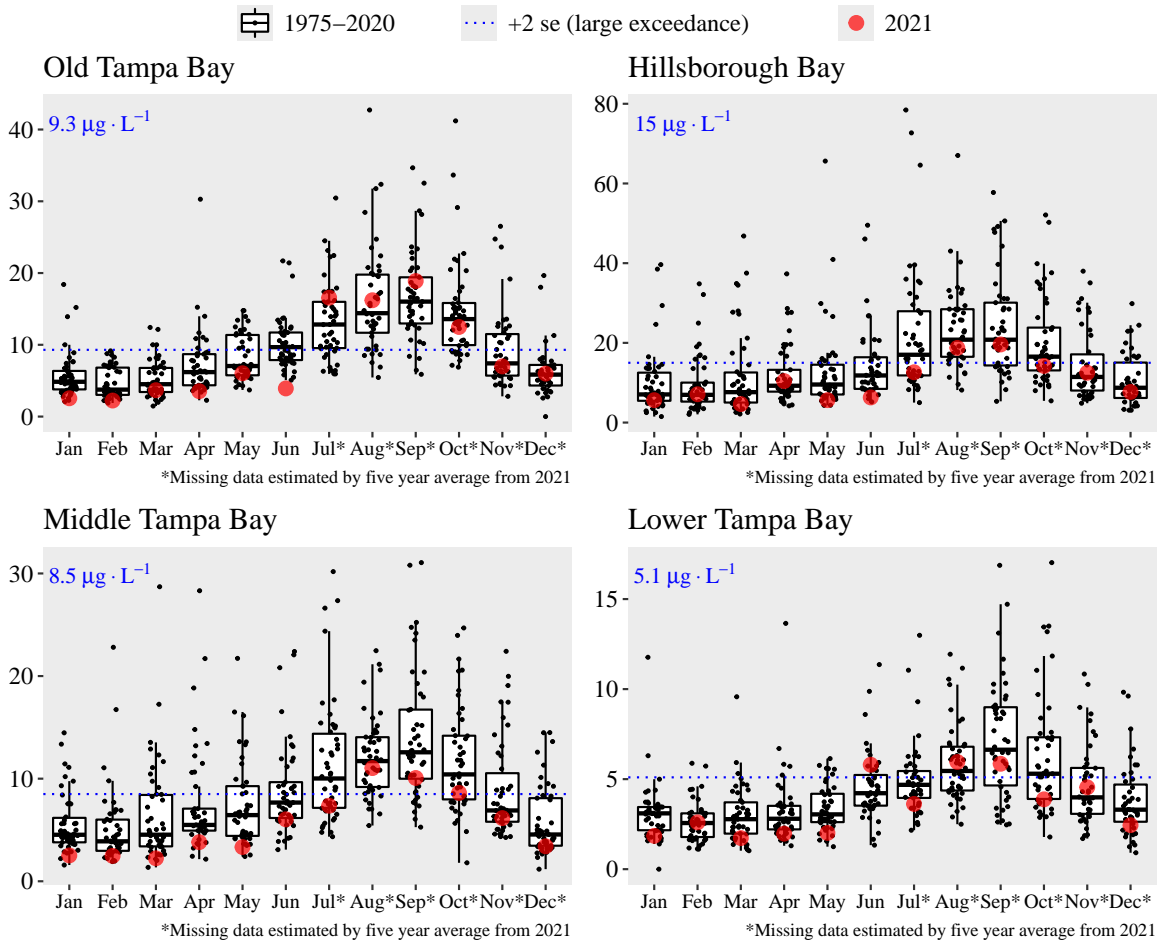 1975–2020 +2 se (large exceedance) 2021
Old Tampa Bay
9.3 µg · L⁻¹
40
30
20
10
0
Jan Feb Mar Apr May Jun Jul* Aug* Sep* Oct* Nov* Dec*
*Missing data estimated by five year average from 2021
Hillsborough Bay
15 µg · L⁻¹
80
60
40
20
0
Jan Feb Mar Apr May Jun Jul* Aug* Sep* Oct* Nov* Dec*
*Missing data estimated by five year average from 2021
Middle Tampa Bay
8.5 µg · L⁻¹
30
20
10
0
Jan Feb Mar Apr May Jun Jul* Aug* Sep* Oct* Nov* Dec*
*Missing data estimated by five year average from 2021
Lower Tampa Bay
5.1 µg · L⁻¹
15
10
5
0
Jan Feb Mar Apr May Jun Jul* Aug* Sep* Oct* Nov* Dec*
*Missing data estimated by five year average from 2021